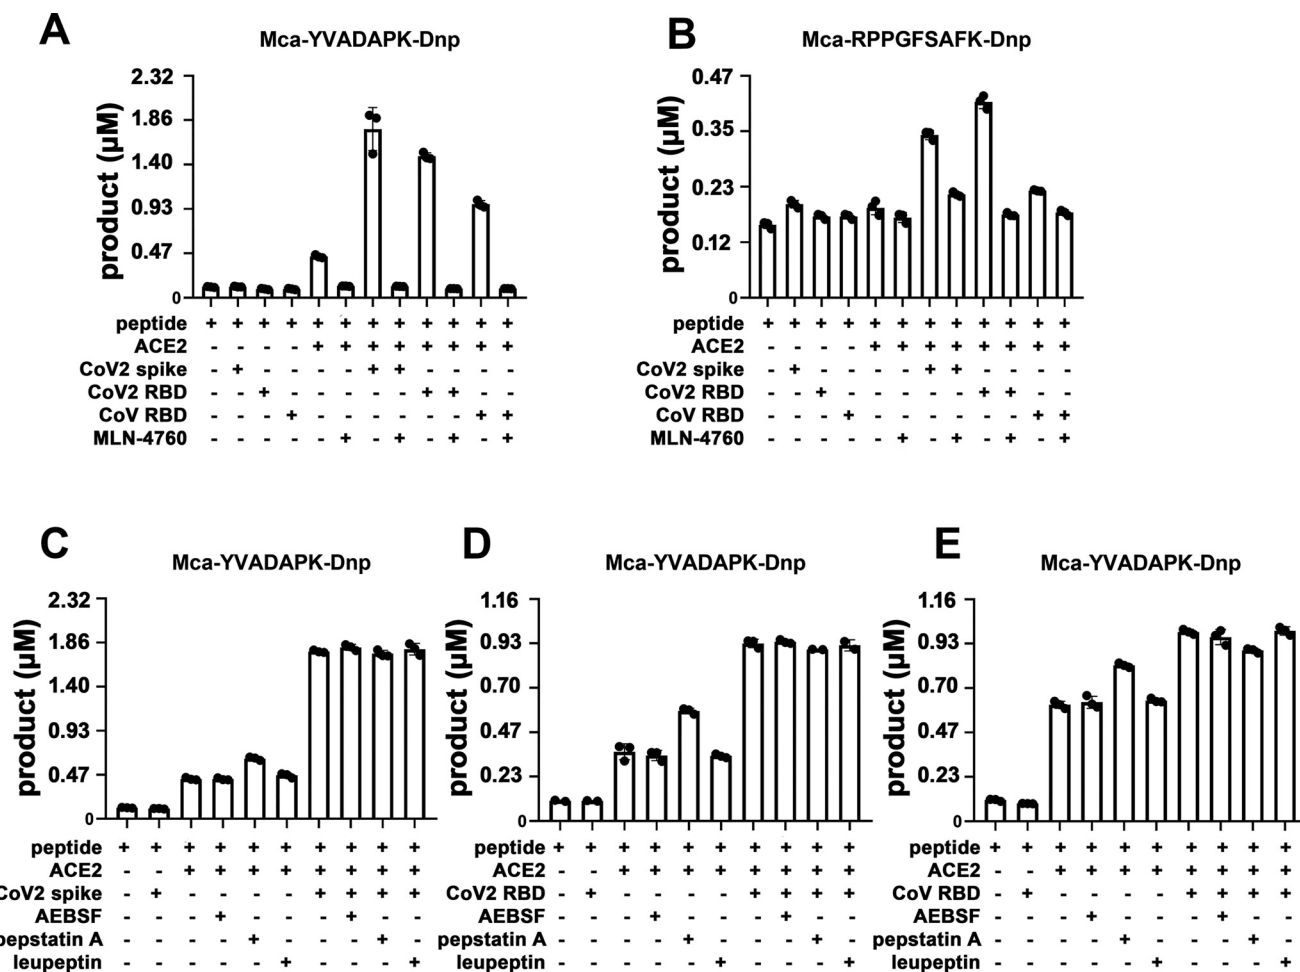 A
Mca-YVADAPK-Dnp
product (µM)
2.32
1.86
1.40
0.93
0.47
0
peptide + + + + + + + + + + + +
ACE2 - - - - + + + + + + + +
CoV2 spike - + - - - - + + - - - -
CoV2 RBD - - + - - - - - + + - -
CoV RBD - - - + - - - - - - + +
MLN-4760 - - - - - + - + - + - +
B
Mca-RPPGFSAFK-Dnp
product (µM)
0.47
0.35
0.23
0.12
0
peptide + + + + + + + + + + + +
ACE2 - - - - + + + + + + + +
CoV2 spike - + - - - - + + - - - -
CoV2 RBD - - + - - - - - + + - -
CoV RBD - - - + - - - - - - + +
MLN-4760 - - - - - + - + - + - +
C
Mca-YVADAPK-Dnp
product (µM)
2.32
1.86
1.40
0.93
0.47
0
peptide + + + + + + + + + +
ACE2 - - + + + + + + + +
CoV2 spike - + - - - - + + + +
AEBSF - - - + - - - + - -
pepstatin A - - - - + - - - + -
leupeptin - - - - - + - - - +
D
Mca-YVADAPK-Dnp
product (µM)
1.16
0.93
0.70
0.47
0.23
0
peptide + + + + + + + + + +
ACE2 - - + + + + + + + +
CoV2 RBD - + - - - - + + + +
AEBSF - - - + - - - + - -
pepstatin A - - - - + - - - + -
leupeptin - - - - - + - - - +
E
Mca-YVADAPK-Dnp
product (µM)
1.16
0.93
0.70
0.47
0.23
0
peptide + + + + + + + + + +
ACE2 - - + + + + + + + +
CoV RBD - + - - - - + + + +
AEBSF - - - + - - - + - -
pepstatin A - - - - + - - - + -
leupeptin - - - - - + - - - +